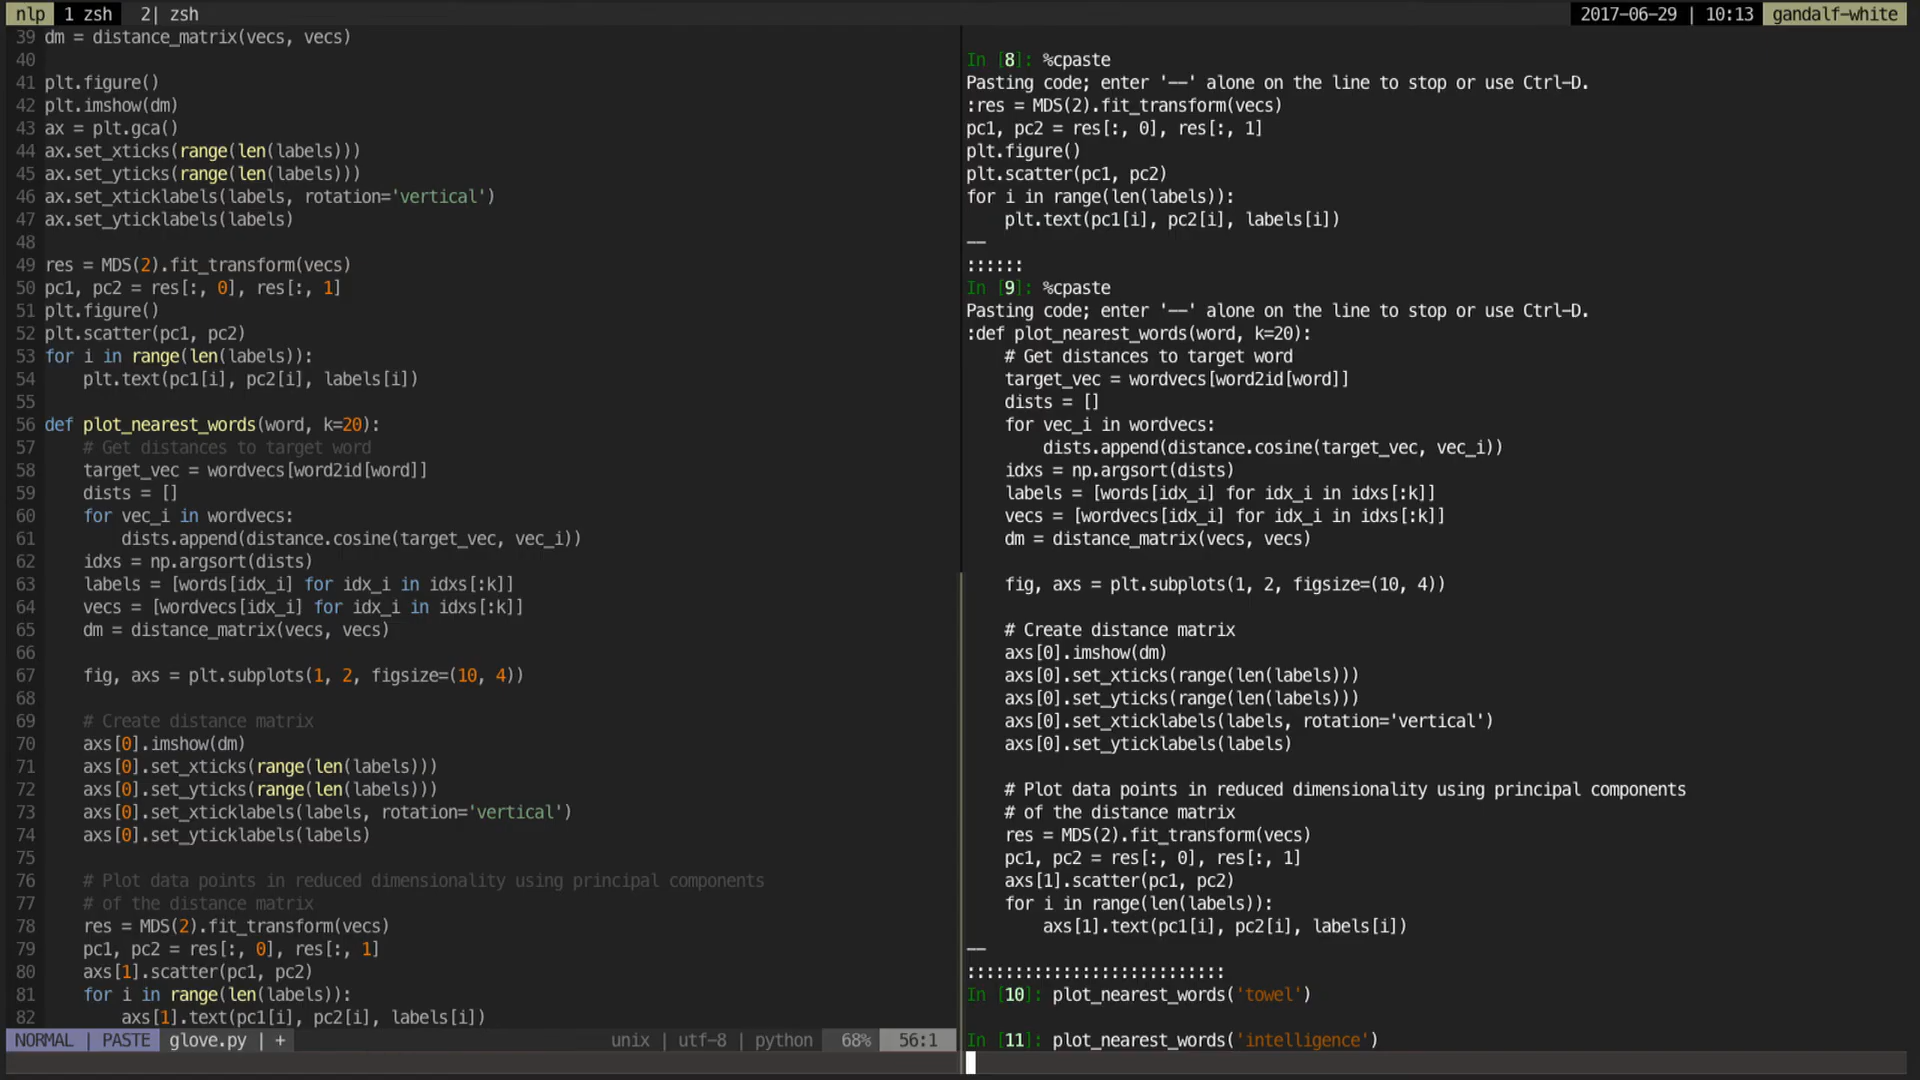 nlp 1 zsh 2| zsh 2017-06-29 | 10:13 gandalf-white
39 dm = distance_matrix(vecs, vecs)
40
41 plt.figure()
42 plt.imshow(dm)
43 ax = plt.gca()
44 ax.set_xticks(range(len(labels)))
45 ax.set_yticks(range(len(labels)))
46 ax.set_xticklabels(labels, rotation='vertical')
47 ax.set_yticklabels(labels)
48
49 res = MDS(2).fit_transform(vecs)
50 pc1, pc2 = res[:, 0], res[:, 1]
51 plt.figure()
52 plt.scatter(pc1, pc2)
53 for i in range(len(labels)):
54     plt.text(pc1[i], pc2[i], labels[i])
55
56 def plot_nearest_words(word, k=20):
57     # Get distances to target word
58     target_vec = wordvecs[word2id[word]]
59     dists = []
60     for vec_i in wordvecs:
61         dists.append(distance.cosine(target_vec, vec_i))
62     idxs = np.argsort(dists)
63     labels = [words[idx_i] for idx_i in idxs[:k]]
64     vecs = [wordvecs[idx_i] for idx_i in idxs[:k]]
65     dm = distance_matrix(vecs, vecs)
66
67     fig, axs = plt.subplots(1, 2, figsize=(10, 4))
68
69     # Create distance matrix
70     axs[0].imshow(dm)
71     axs[0].set_xticks(range(len(labels)))
72     axs[0].set_yticks(range(len(labels)))
73     axs[0].set_xticklabels(labels, rotation='vertical')
74     axs[0].set_yticklabels(labels)
75
76     # Plot data points in reduced dimensionality using principal components
77     # of the distance matrix
78     res = MDS(2).fit_transform(vecs)
79     pc1, pc2 = res[:, 0], res[:, 1]
80     axs[1].scatter(pc1, pc2)
81     for i in range(len(labels)):
82         axs[1].text(pc1[i], pc2[i], labels[i])
NORMAL | PASTE glove.py | + unix | utf-8 | python 68% 56:1
In [8]: %cpaste
Pasting code; enter '--' alone on the line to stop or use Ctrl-D.
:res = MDS(2).fit_transform(vecs)
pc1, pc2 = res[:, 0], res[:, 1]
plt.figure()
plt.scatter(pc1, pc2)
for i in range(len(labels)):
    plt.text(pc1[i], pc2[i], labels[i])
--
::::::
In [9]: %cpaste
Pasting code; enter '--' alone on the line to stop or use Ctrl-D.
:def plot_nearest_words(word, k=20):
    # Get distances to target word
    target_vec = wordvecs[word2id[word]]
    dists = []
    for vec_i in wordvecs:
        dists.append(distance.cosine(target_vec, vec_i))
    idxs = np.argsort(dists)
    labels = [words[idx_i] for idx_i in idxs[:k]]
    vecs = [wordvecs[idx_i] for idx_i in idxs[:k]]
    dm = distance_matrix(vecs, vecs)

    fig, axs = plt.subplots(1, 2, figsize=(10, 4))

    # Create distance matrix
    axs[0].imshow(dm)
    axs[0].set_xticks(range(len(labels)))
    axs[0].set_yticks(range(len(labels)))
    axs[0].set_xticklabels(labels, rotation='vertical')
    axs[0].set_yticklabels(labels)

    # Plot data points in reduced dimensionality using principal components
    # of the distance matrix
    res = MDS(2).fit_transform(vecs)
    pc1, pc2 = res[:, 0], res[:, 1]
    axs[1].scatter(pc1, pc2)
    for i in range(len(labels)):
        axs[1].text(pc1[i], pc2[i], labels[i])
--
:::::::::::::::::::::::::::
In [10]: plot_nearest_words('towel')

In [11]: plot_nearest_words('intelligence')